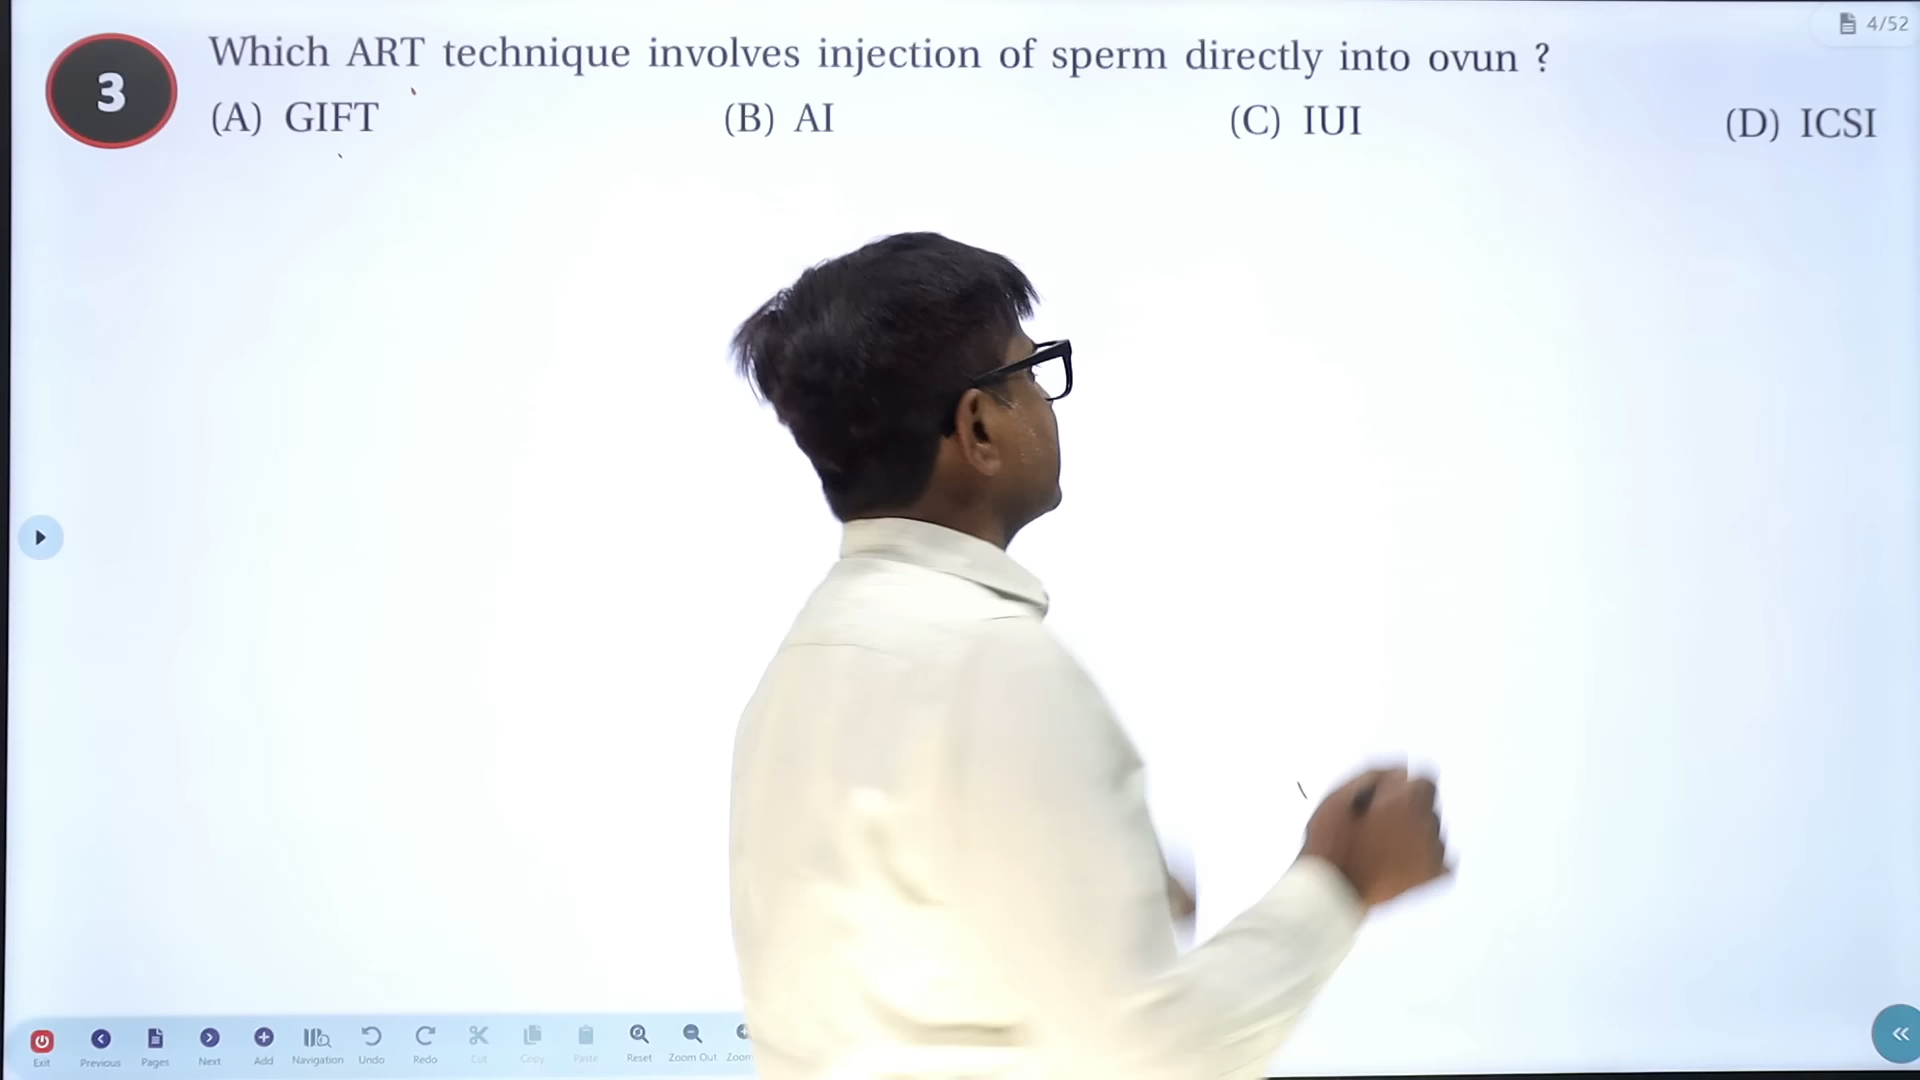 4/52
3
Which ART technique involves injection of sperm directly into ovun ?
(A) GIFT (B) AI (C) IUI (D) ICSI
Exit Previous Pages Next Add Navigation Undo Redo Cut Copy Paste Reset Zoom Out Zoom